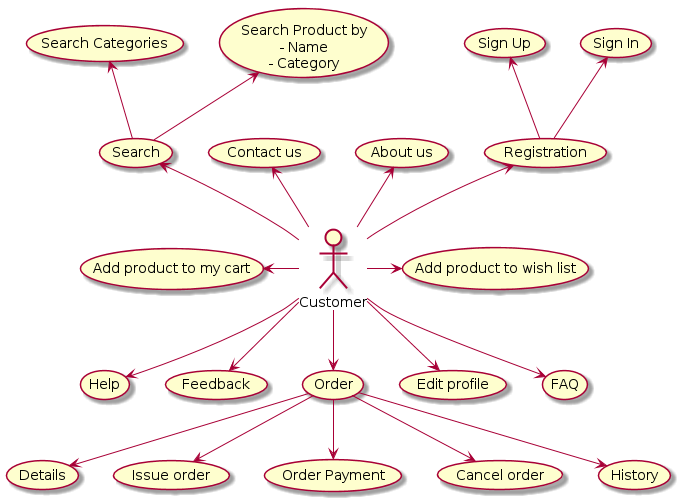 Search Categories
Search Product by
- Name
- Category
Sign Up
Sign In
Search
Contact us
About us
Registration
Add product to my cart
Add product to wish list
Customer
Help
Feedback
Order
Edit profile
FAQ
Details
Issue order
Order Payment
Cancel order
History